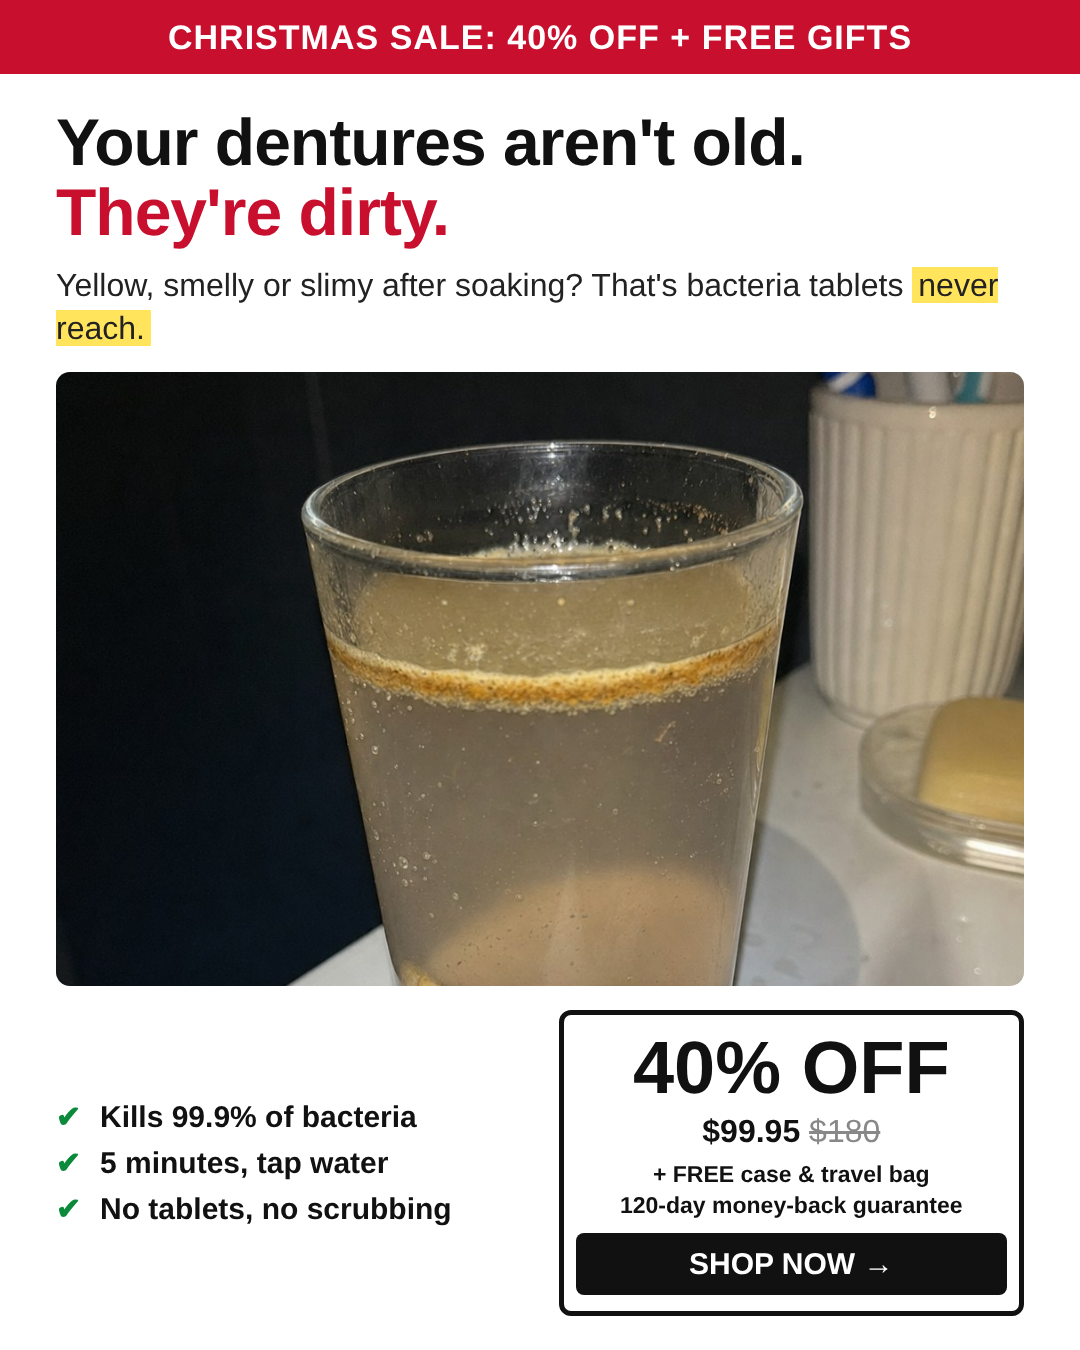 CHRISTMAS SALE: 40% OFF + FREE GIFTS
Your dentures aren't old.
They're dirty.
Yellow, smelly or slimy after soaking? That's bacteria tablets never
reach.
✔ Kills 99.9% of bacteria
✔ 5 minutes, tap water
✔ No tablets, no scrubbing
40% OFF
$99.95 $180
+ FREE case & travel bag
120-day money-back guarantee
SHOP NOW →